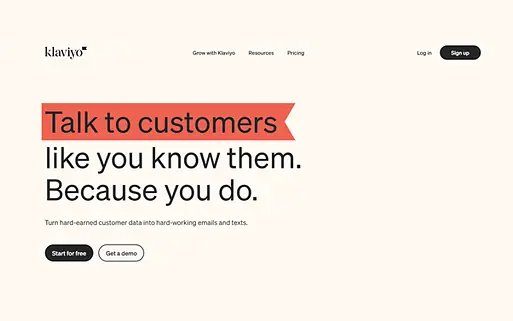 klaviyo
Grow with Klaviyo Resources Pricing
Log in Sign up
Talk to customers
like you know them.
Because you do.
Turn hard-earned customer data into hard-working emails and texts.
Start for free Get a demo